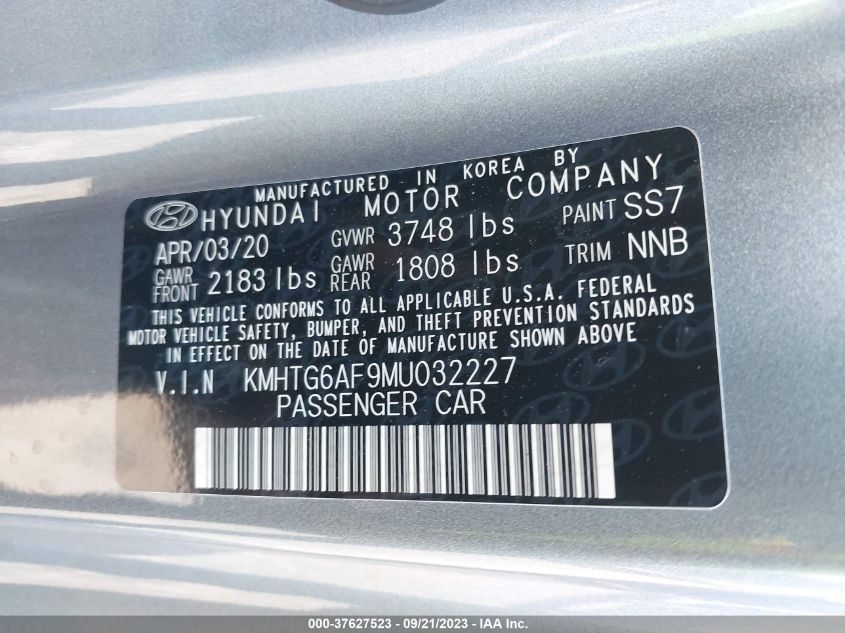 MANUFACTURED IN KOREA BY
HYUNDAI MOTOR COMPANY
APR/03/20 GVWR 3748 lbs PAINT SS7
GAWR FRONT 2183 lbs GAWR REAR 1808 lbs TRIM NNB
THIS VEHICLE CONFORMS TO ALL APPLICABLE U.S.A. FEDERAL
MOTOR VEHICLE SAFETY, BUMPER, AND THEFT PREVENTION STANDARDS
IN EFFECT ON THE DATE OF MANUFACTURE SHOWN ABOVE
V.I.N KMHTG6AF9MU032227
PASSENGER CAR
000-37627523 - 09/21/2023 - IAA Inc.